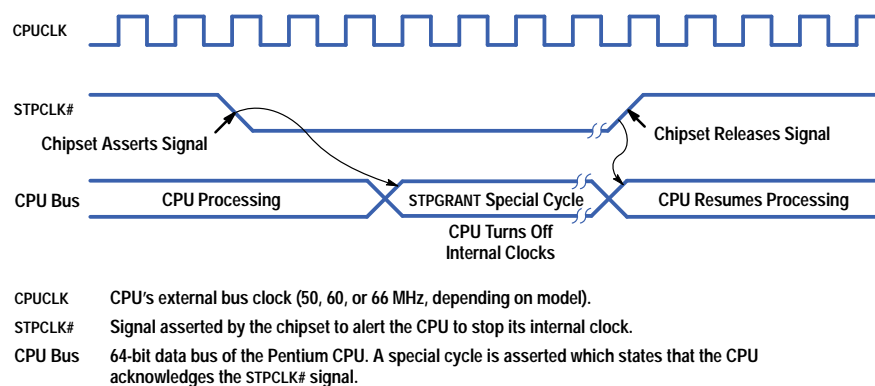 CPUCLK
STPCLK#
Chipset Asserts Signal
Chipset Releases Signal
CPU Bus
CPU Processing
STPGRANT Special Cycle
CPU Resumes Processing
CPU Turns Off
Internal Clocks
CPUCLK CPU's external bus clock (50, 60, or 66 MHz, depending on model).
STPCLK# Signal asserted by the chipset to alert the CPU to stop its internal clock.
CPU Bus 64-bit data bus of the Pentium CPU. A special cycle is asserted which states that the CPU
acknowledges the STPCLK# signal.